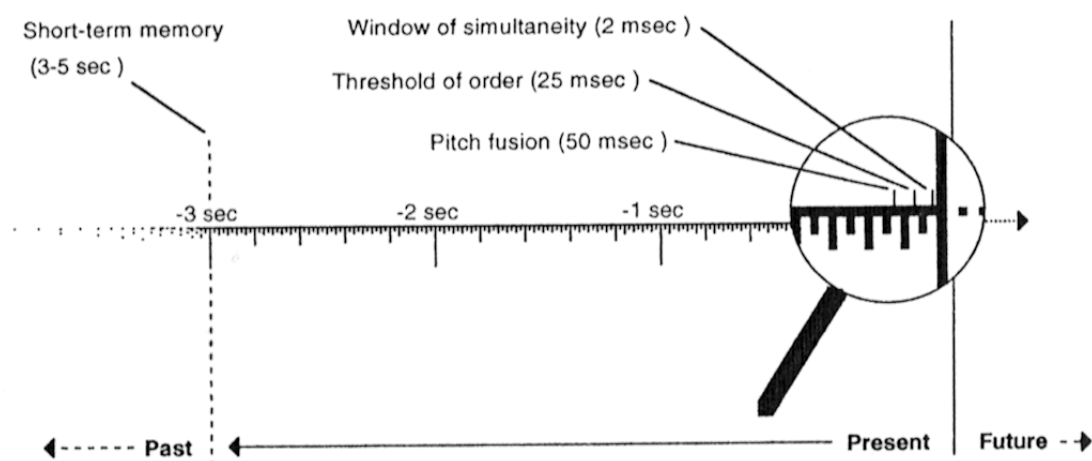 Short-term memory
(3-5 sec )
Window of simultaneity (2 msec )
Threshold of order (25 msec )
Pitch fusion (50 msec )
-3 sec
-2 sec
-1 sec
Past
Present
Future